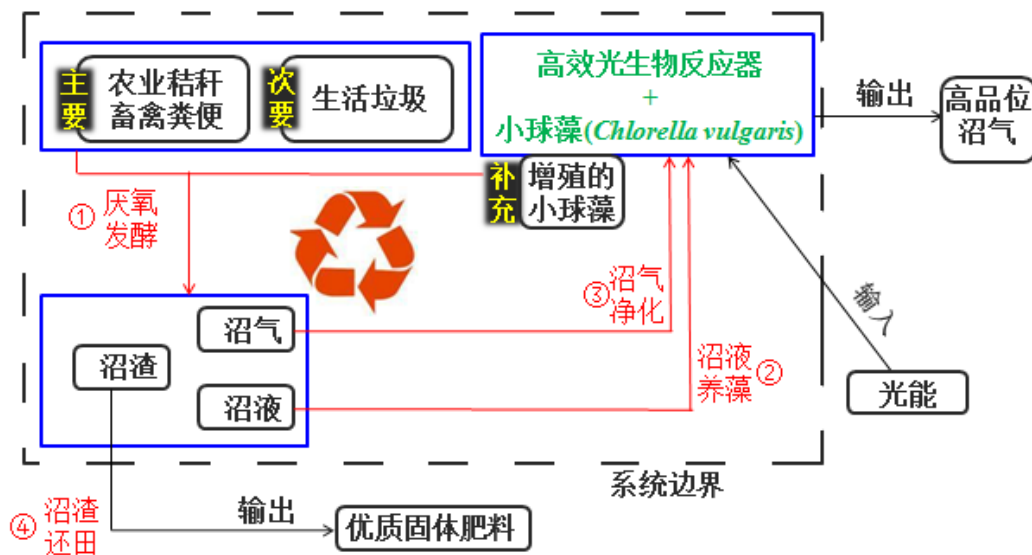 主要
农业秸秆
畜禽粪便
次要
生活垃圾
高效光生物反应器
+
小球藻(Chlorella vulgaris)
输出
高品位
沼气
补充
增殖的
小球藻
① 厌氧
发酵
③ 沼气
净化
沼气
沼渣
沼液
沼液
养藻 ②
输入
光能
系统边界
④ 沼渣
还田
输出
优质固体肥料